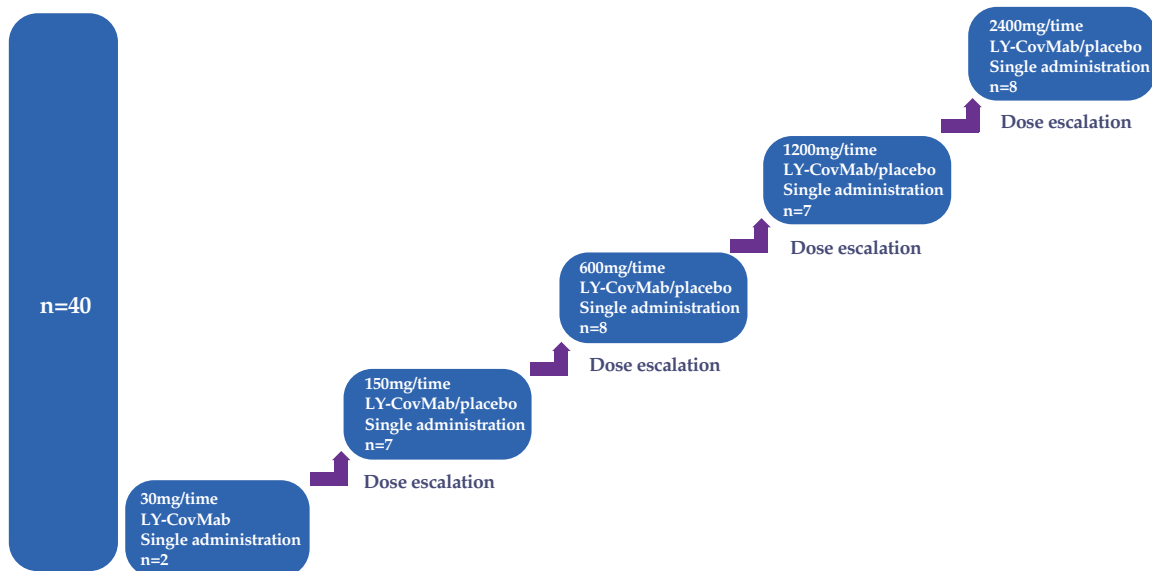 n=40
30mg/time
LY-CovMab
Single administration
n=2
Dose escalation
150mg/time
LY-CovMab/placebo
Single administration
n=7
Dose escalation
600mg/time
LY-CovMab/placebo
Single administration
n=8
Dose escalation
1200mg/time
LY-CovMab/placebo
Single administration
n=7
Dose escalation
2400mg/time
LY-CovMab/placebo
Single administration
n=8